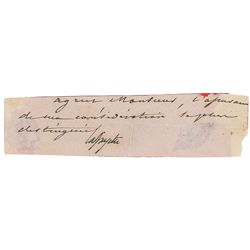 agréez Monsieur, l'assurance
de ma considération la plus
distinguée
Lafayette